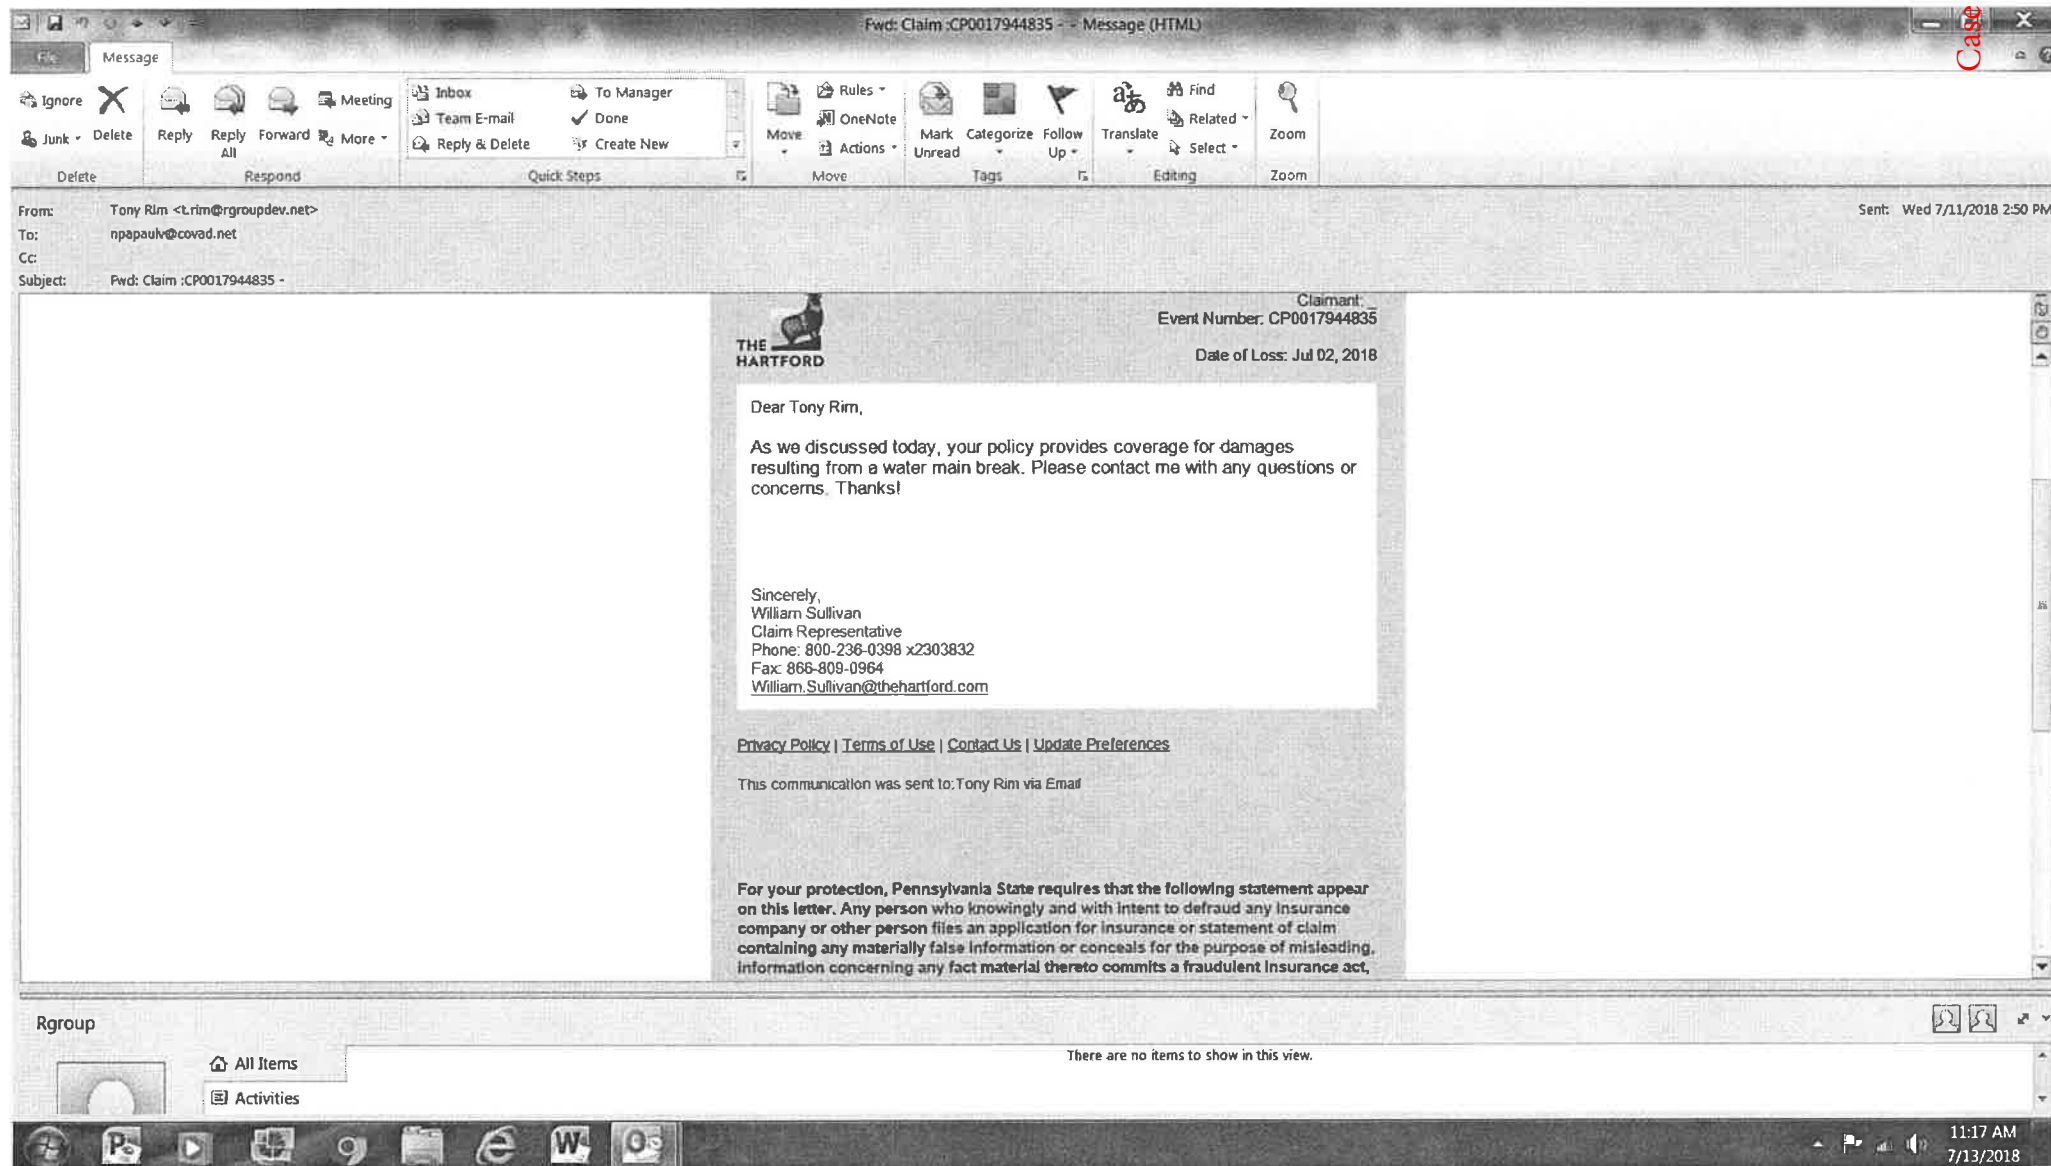 Fwd: Claim :CP0017944835 - - Message (HTML)
Case
File
Message
Ignore
Junk
Delete
Reply
Reply All
Forward
Meeting
More
Inbox
Team E-mail
Reply & Delete
To Manager
Done
Create New
Move
Rules
OneNote
Actions
Mark Unread
Categorize
Follow Up
Translate
Find
Related
Select
Zoom
Delete
Respond
Quick Steps
Move
Tags
Editing
Zoom
From: Tony Rim <t.rim@rgroupdev.net>
Sent: Wed 7/11/2018 2:50 PM
To: npapaulv@covad.net
Cc:
Subject: Fwd: Claim :CP0017944835 -
THE
HARTFORD
Claimant: _
Event Number: CP0017944835
Date of Loss: Jul 02, 2018
Dear Tony Rim,
As we discussed today, your policy provides coverage for damages
resulting from a water main break. Please contact me with any questions or
concerns. Thanks!
Sincerely,
William Sullivan
Claim Representative
Phone: 800-236-0398 x2303832
Fax: 866-809-0964
William.Sullivan@thehartford.com
Privacy Policy | Terms of Use | Contact Us | Update Preferences
This communication was sent to:Tony Rim via Email
For your protection, Pennsylvania State requires that the following statement appear
on this letter. Any person who knowingly and with intent to defraud any insurance
company or other person files an application for insurance or statement of claim
containing any materially false information or conceals for the purpose of misleading,
information concerning any fact material thereto commits a fraudulent insurance act,
Rgroup
All Items
Activities
There are no items to show in this view.
11:17 AM
7/13/2018